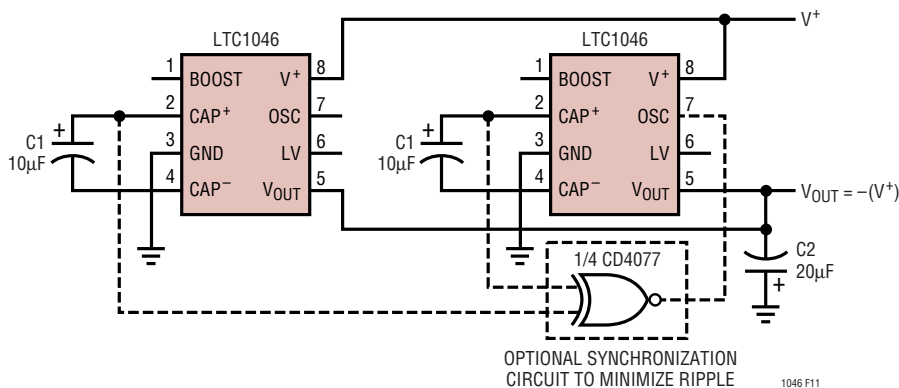 V+
LTC1046
LTC1046
1 BOOST V+ 8
2 CAP+ OSC 7
3 GND LV 6
4 CAP− VOUT 5
C1
+
10µF
1 BOOST V+ 8
2 CAP+ OSC 7
3 GND LV 6
4 CAP− VOUT 5
C1
+
10µF
VOUT = −(V+)
C2
20µF
+
1/4 CD4077
OPTIONAL SYNCHRONIZATION
CIRCUIT TO MINIMIZE RIPPLE
1046 F11